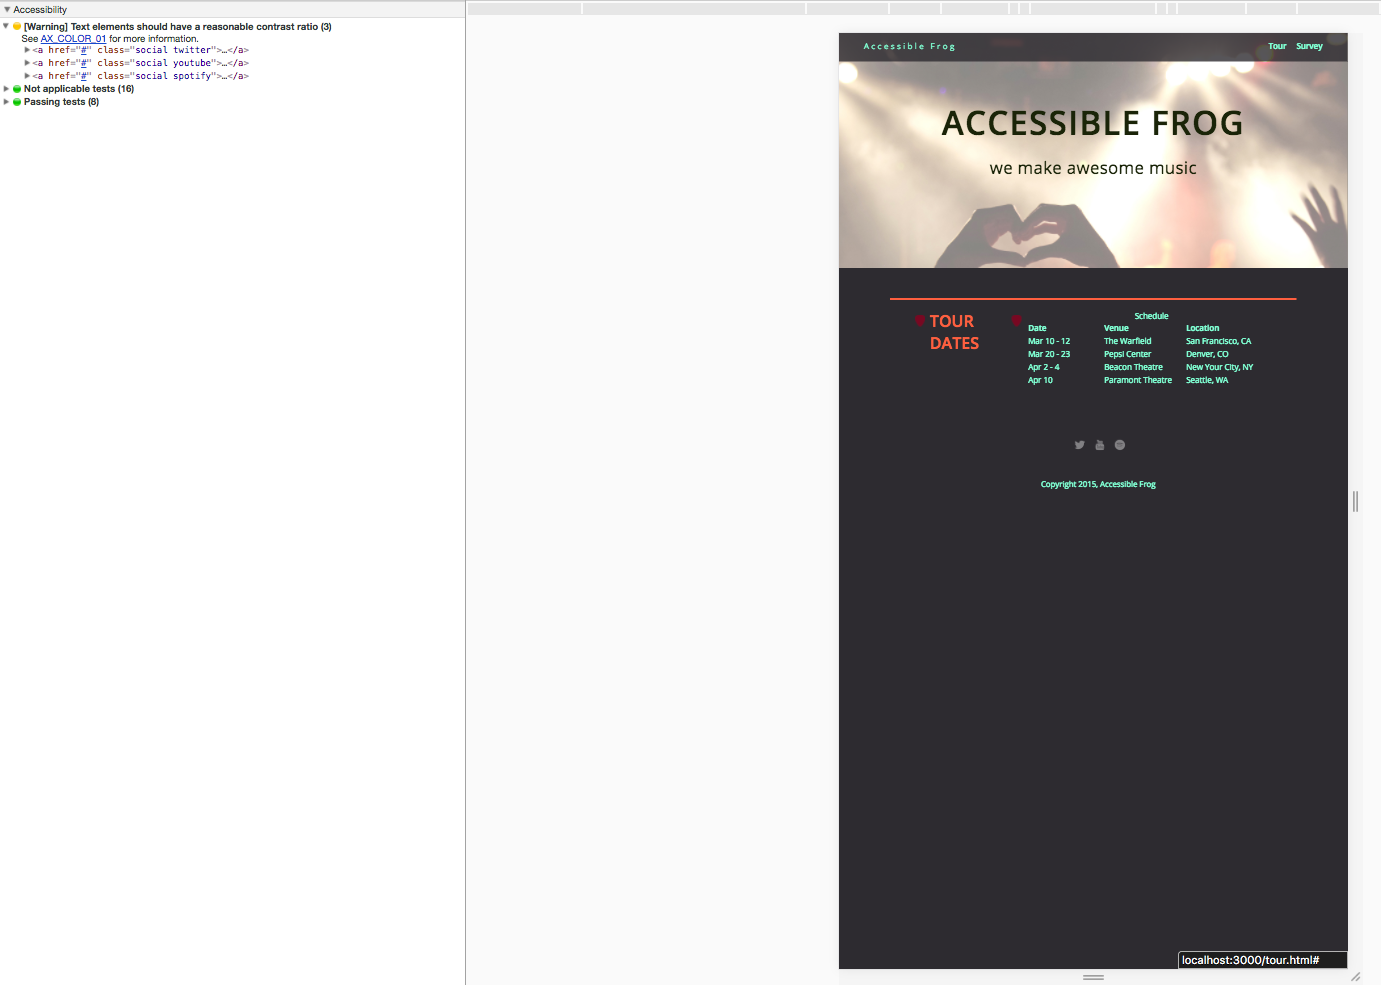 Accessibility
[Warning] Text elements should have a reasonable contrast ratio (3)
See AX_COLOR_01 for more information.
<a href="#" class="social twitter">…</a>
<a href="#" class="social youtube">…</a>
<a href="#" class="social spotify">…</a>
Not applicable tests (16)
Passing tests (8)
Accessible Frog Tour Survey
ACCESSIBLE FROG
we make awesome music
TOUR
DATES
Schedule
Date Venue Location
Mar 10 - 12 The Warfield San Francisco, CA
Mar 20 - 23 Pepsi Center Denver, CO
Apr 2 - 4 Beacon Theatre New Your City, NY
Apr 10 Paramont Theatre Seattle, WA
Copyright 2015, Accessible Frog
localhost:3000/tour.html#